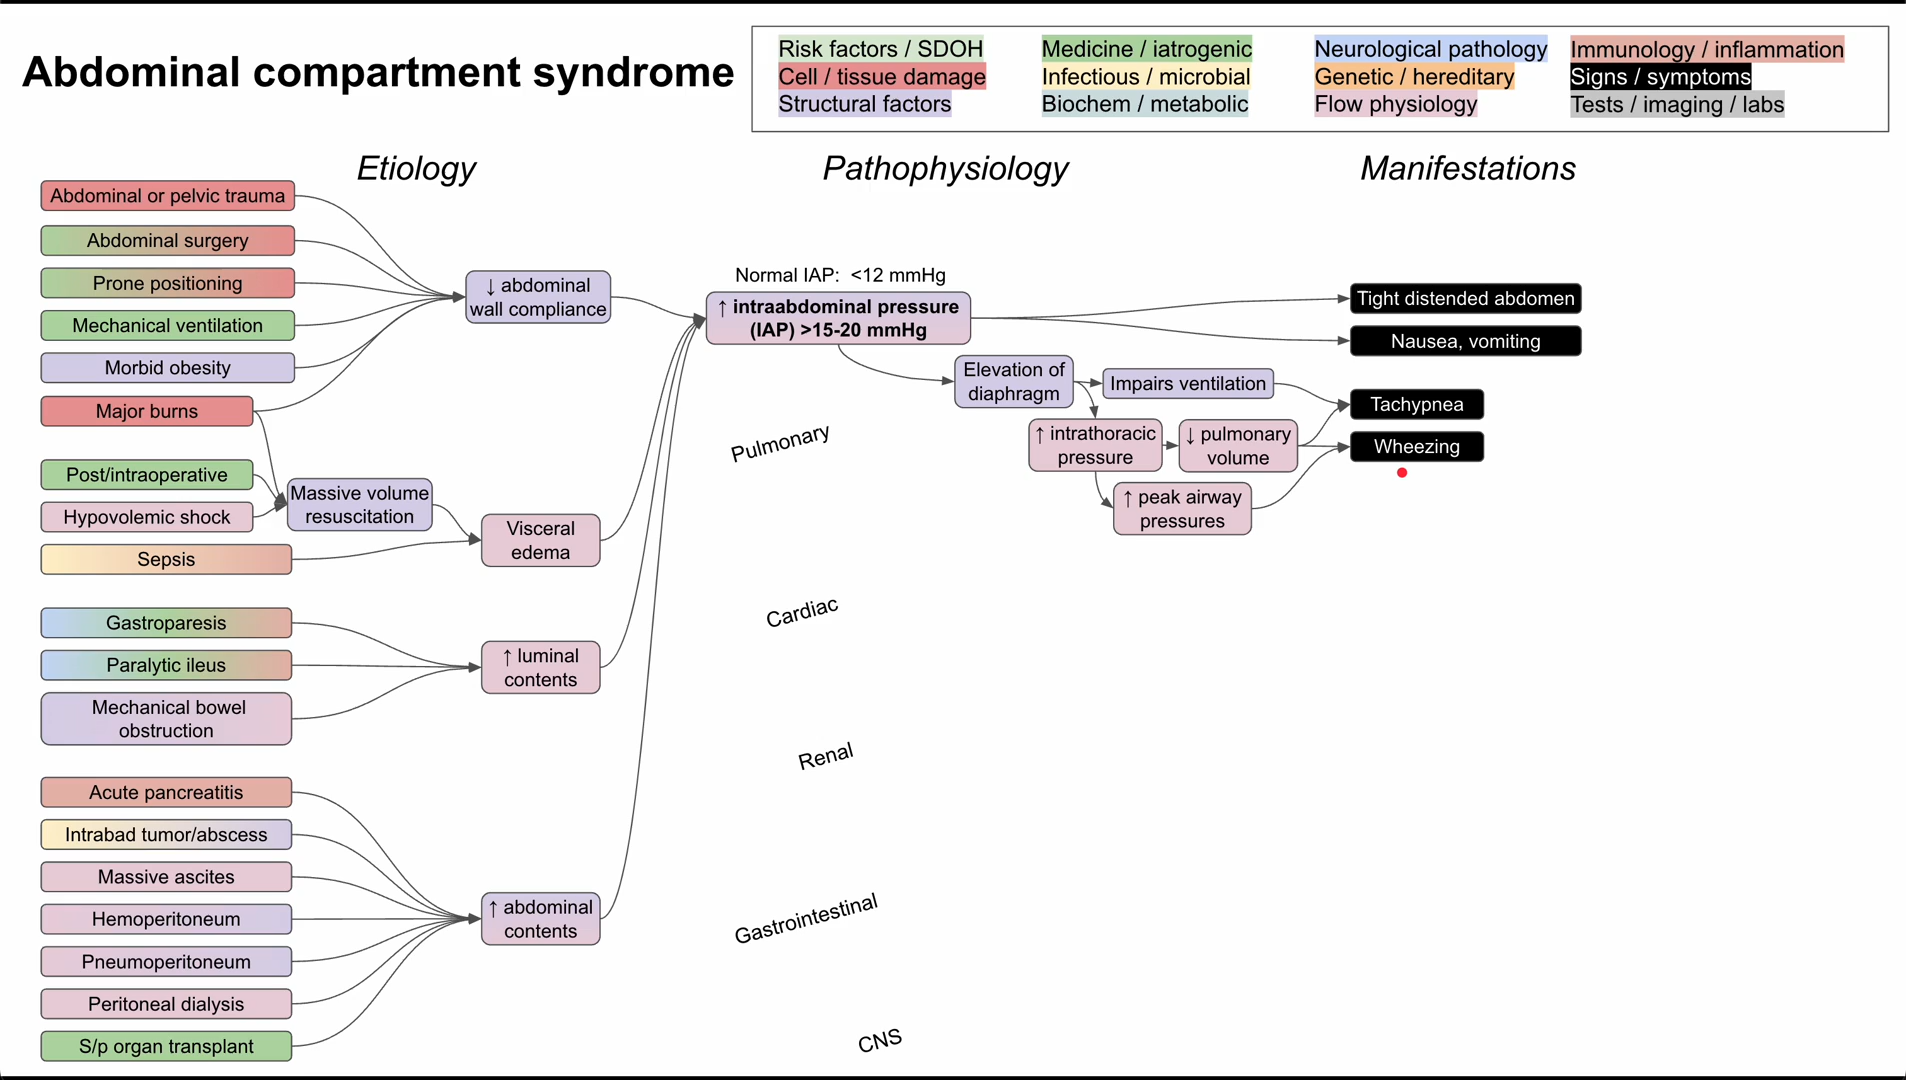 Abdominal compartment syndrome
Risk factors / SDOH
Cell / tissue damage
Structural factors
Medicine / iatrogenic
Infectious / microbial
Biochem / metabolic
Neurological pathology
Genetic / hereditary
Flow physiology
Immunology / inflammation
Signs / symptoms
Tests / imaging / labs
Etiology
Pathophysiology
Manifestations
Abdominal or pelvic trauma
Abdominal surgery
Prone positioning
Mechanical ventilation
Morbid obesity
Major burns
Post/intraoperative
Hypovolemic shock
Sepsis
Gastroparesis
Paralytic ileus
Mechanical bowel
obstruction
Acute pancreatitis
Intrabad tumor/abscess
Massive ascites
Hemoperitoneum
Pneumoperitoneum
Peritoneal dialysis
S/p organ transplant
↓ abdominal
wall compliance
Massive volume
resuscitation
Visceral
edema
↑ luminal
contents
↑ abdominal
contents
Normal IAP:  <12 mmHg
↑ intraabdominal pressure
(IAP) >15-20 mmHg
Elevation of
diaphragm
Impairs ventilation
↑ intrathoracic
pressure
↓ pulmonary
volume
↑ peak airway
pressures
Pulmonary
Cardiac
Renal
Gastrointestinal
CNS
Tight distended abdomen
Nausea, vomiting
Tachypnea
Wheezing